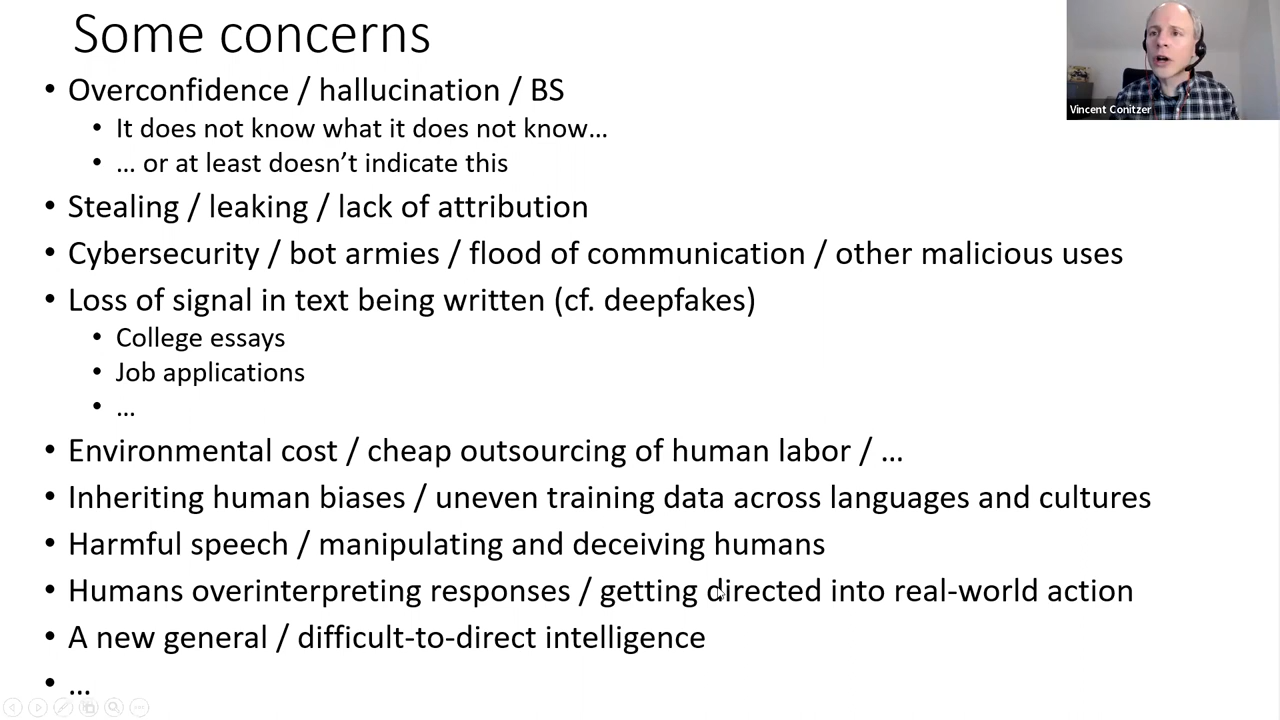 Some concerns
Vincent Conitzer
• Overconfidence / hallucination / BS
• It does not know what it does not know…
• … or at least doesn’t indicate this
• Stealing / leaking / lack of attribution
• Cybersecurity / bot armies / flood of communication / other malicious uses
• Loss of signal in text being written (cf. deepfakes)
• College essays
• Job applications
• …
• Environmental cost / cheap outsourcing of human labor / …
• Inheriting human biases / uneven training data across languages and cultures
• Harmful speech / manipulating and deceiving humans
• Humans overinterpreting responses / getting directed into real-world action
• A new general / difficult-to-direct intelligence
• …